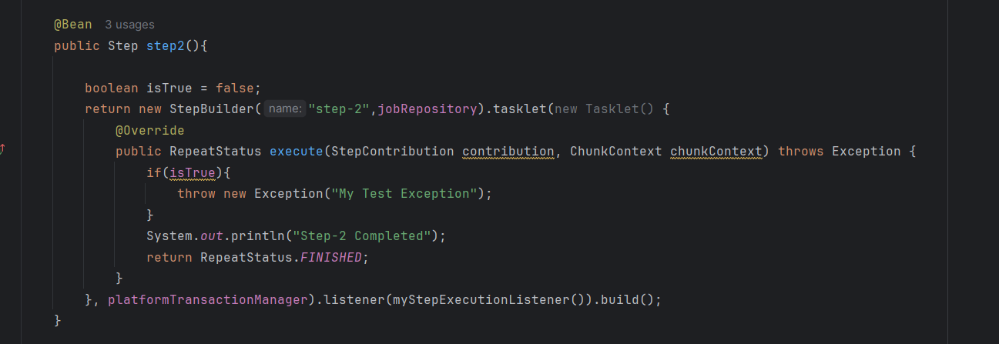 @Bean 3 usages
public Step step2(){
boolean isTrue = false;
return new StepBuilder( name: "step-2",jobRepository).tasklet(new Tasklet() {
@Override
public RepeatStatus execute(StepContribution contribution, ChunkContext chunkContext) throws Exception {
if(isTrue){
throw new Exception("My Test Exception");
}
System.out.println("Step-2 Completed");
return RepeatStatus.FINISHED;
}
}, platformTransactionManager).listener(myStepExecutionListener()).build();
}